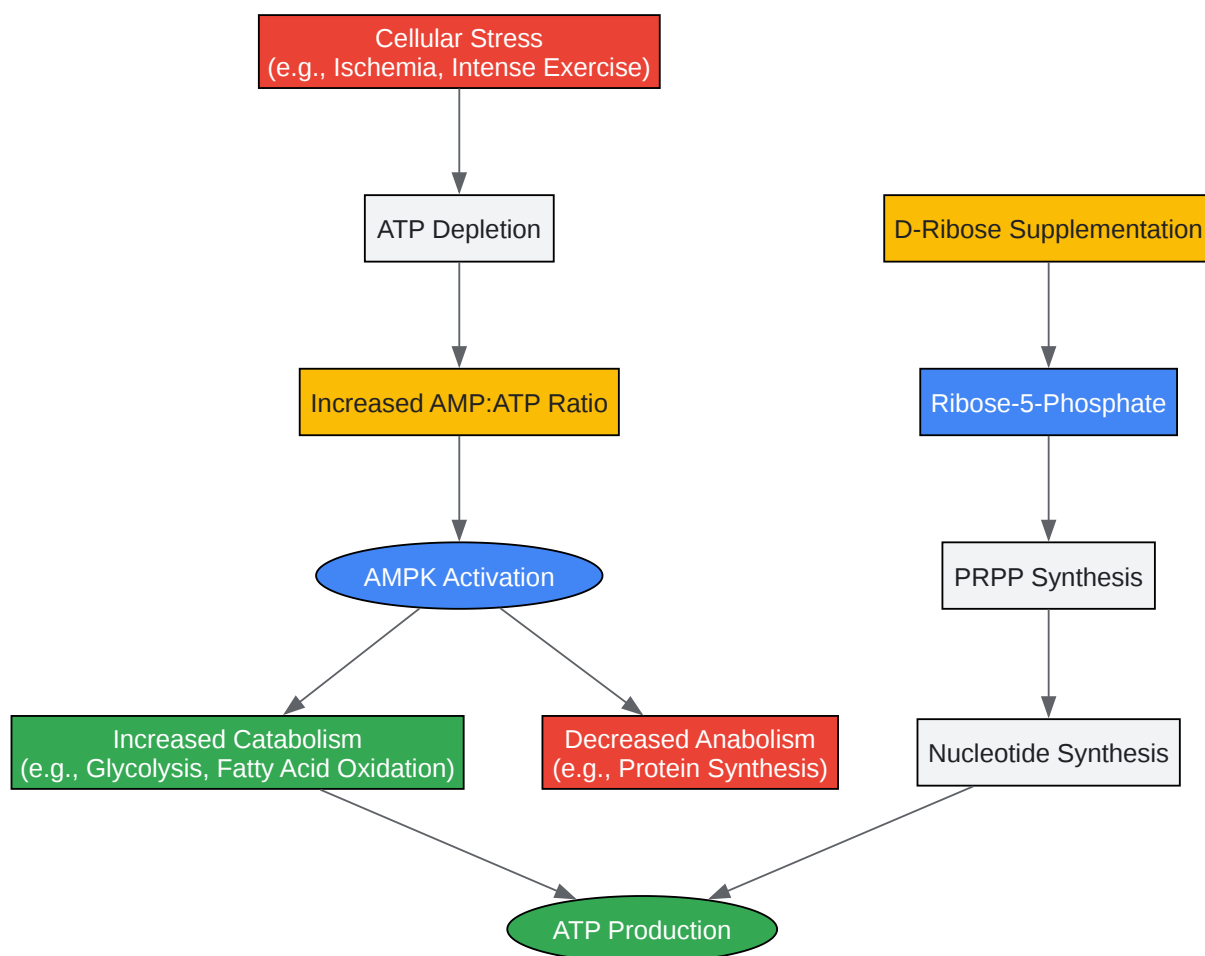 Cellular Stress
(e.g., Ischemia, Intense Exercise)
ATP Depletion
D-Ribose Supplementation
Increased AMP:ATP Ratio
Ribose-5-Phosphate
AMPK Activation
PRPP Synthesis
Increased Catabolism
(e.g., Glycolysis, Fatty Acid Oxidation)
Decreased Anabolism
(e.g., Protein Synthesis)
Nucleotide Synthesis
ATP Production